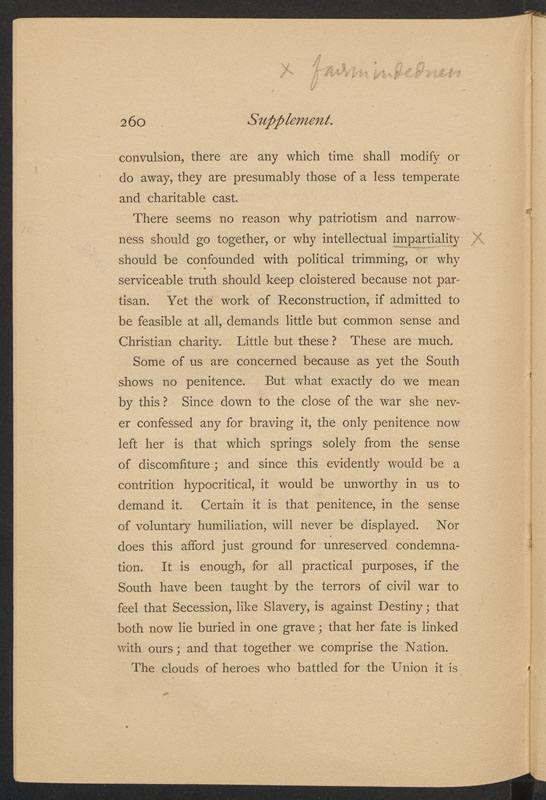 × fairmindedness
260 Supplement.
convulsion, there are any which time shall modify or
do away, they are presumably those of a less temperate
and charitable cast.
There seems no reason why patriotism and narrow-
ness should go together, or why intellectual impartiality ×
should be confounded with political trimming, or why
serviceable truth should keep cloistered because not par-
tisan. Yet the work of Reconstruction, if admitted to
be feasible at all, demands little but common sense and
Christian charity. Little but these? These are much.
Some of us are concerned because as yet the South
shows no penitence. But what exactly do we mean
by this? Since down to the close of the war she nev-
er confessed any for braving it, the only penitence now
left her is that which springs solely from the sense
of discomfiture; and since this evidently would be a
contrition hypocritical, it would be unworthy in us to
demand it. Certain it is that penitence, in the sense
of voluntary humiliation, will never be displayed. Nor
does this afford just ground for unreserved condemna-
tion. It is enough, for all practical purposes, if the
South have been taught by the terrors of civil war to
feel that Secession, like Slavery, is against Destiny; that
both now lie buried in one grave; that her fate is linked
with ours; and that together we comprise the Nation.
The clouds of heroes who battled for the Union it is